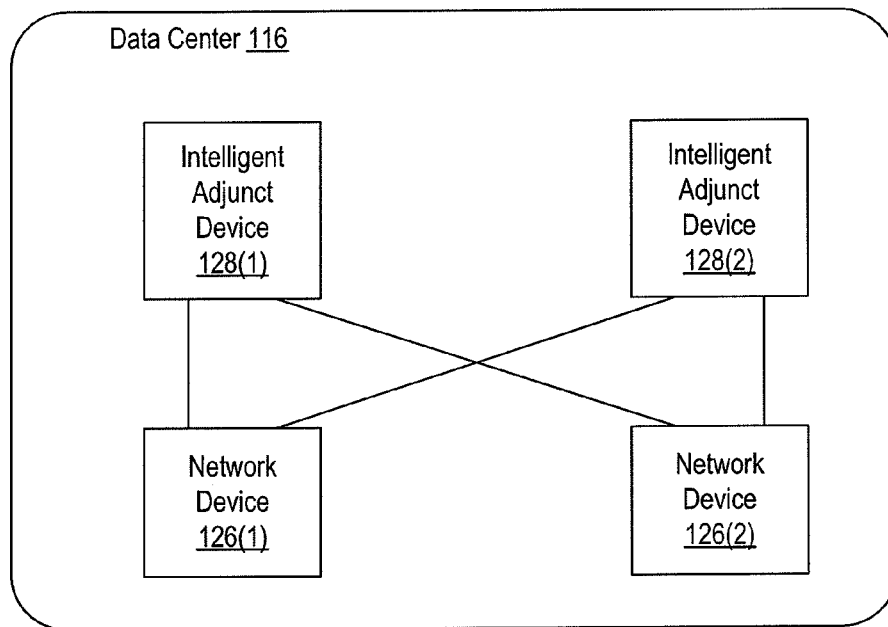 Data Center 116
Intelligent
Adjunct
Device
128(1)
Intelligent
Adjunct
Device
128(2)
Network
Device
126(1)
Network
Device
126(2)